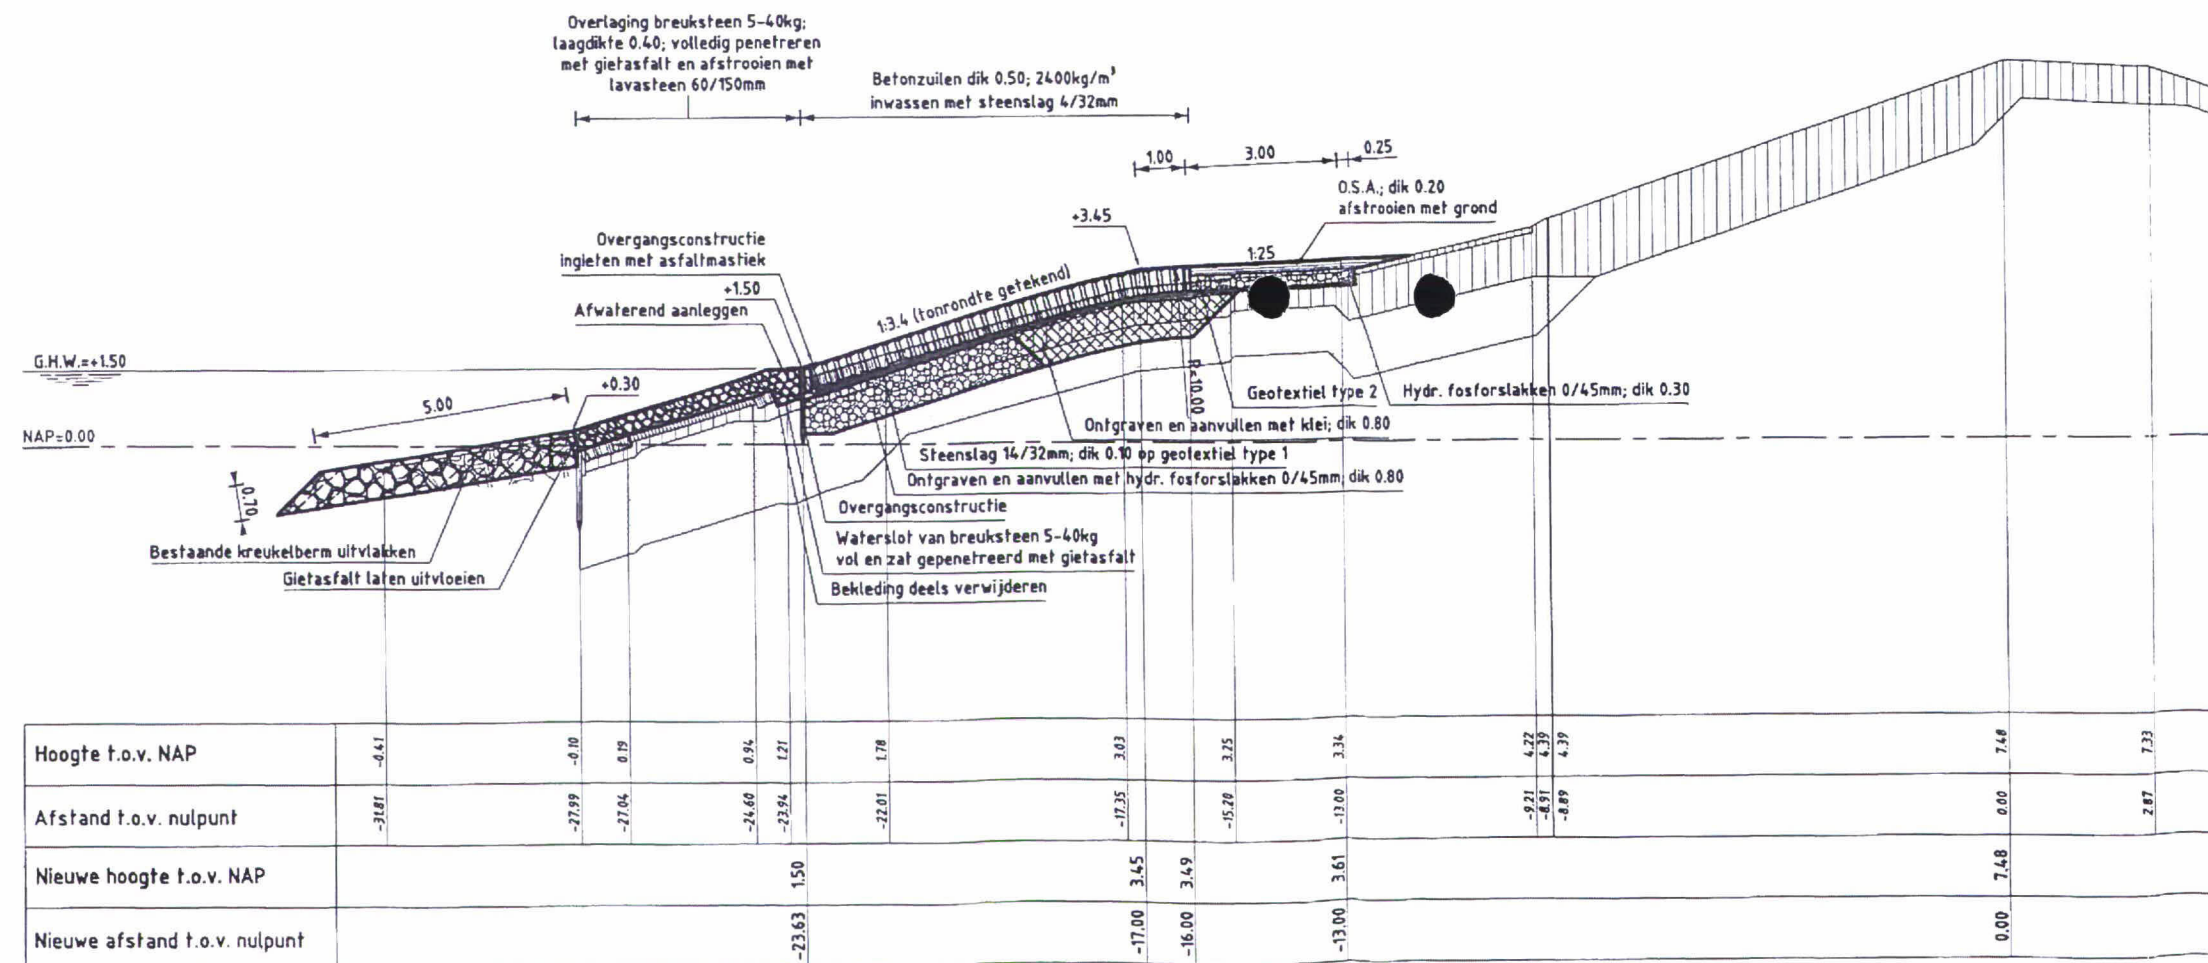 Overlaging breuksteen 5-40kg;
laagdikte 0.40; volledig penetreren
met gietasfalt en afstrooien met
lavasteen 60/150mm
Betonzuilen dik 0.50; 2400kg/m³
inwassen met steenslag 4/32mm
1.00
3.00
0.25
O.S.A.; dik 0.20
afstrooien met grond
+3.45
Overgangsconstructie
ingieten met asfaltmastiek
1:25
+1.50
1:3.4 (tonrondte getekend)
Afwaterend aanleggen
G.H.W.=+1.50
+0.30
5.00
R=10.00
Geotextiel type 2
Hydr. fosforslakken 0/45mm; dik 0.30
NAP=0.00
Ontgraven en aanvullen met klei; dik 0.80
Steenslag 14/32mm; dik 0.10 op geotextiel type 1
Ontgraven en aanvullen met hydr. fosforslakken 0/45mm; dik 0.80
0.70
Overgangsconstructie
Waterslot van breuksteen 5-40kg
vol en zat gepenetreerd met gietasfalt
Bestaande kreukelberm uitvlakken
Gietasfalt laten uitvloeien
Bekleding deels verwijderen
Hoogte t.o.v. NAP -0.41 -0.10 0.19 0.94 1.21 1.78 3.03 3.25 3.34 4.22 4.39 4.39 7.48 7.33
Afstand t.o.v. nulpunt -31.81 -27.99 -27.04 -24.60 -23.94 -22.01 -17.35 -15.20 -13.00 -9.21 -8.91 -8.89 0.00 2.87
Nieuwe hoogte t.o.v. NAP 1.50 3.45 3.49 3.61 7.48
Nieuwe afstand t.o.v. nulpunt -23.63 -17.00 -16.00 -13.00 0.00